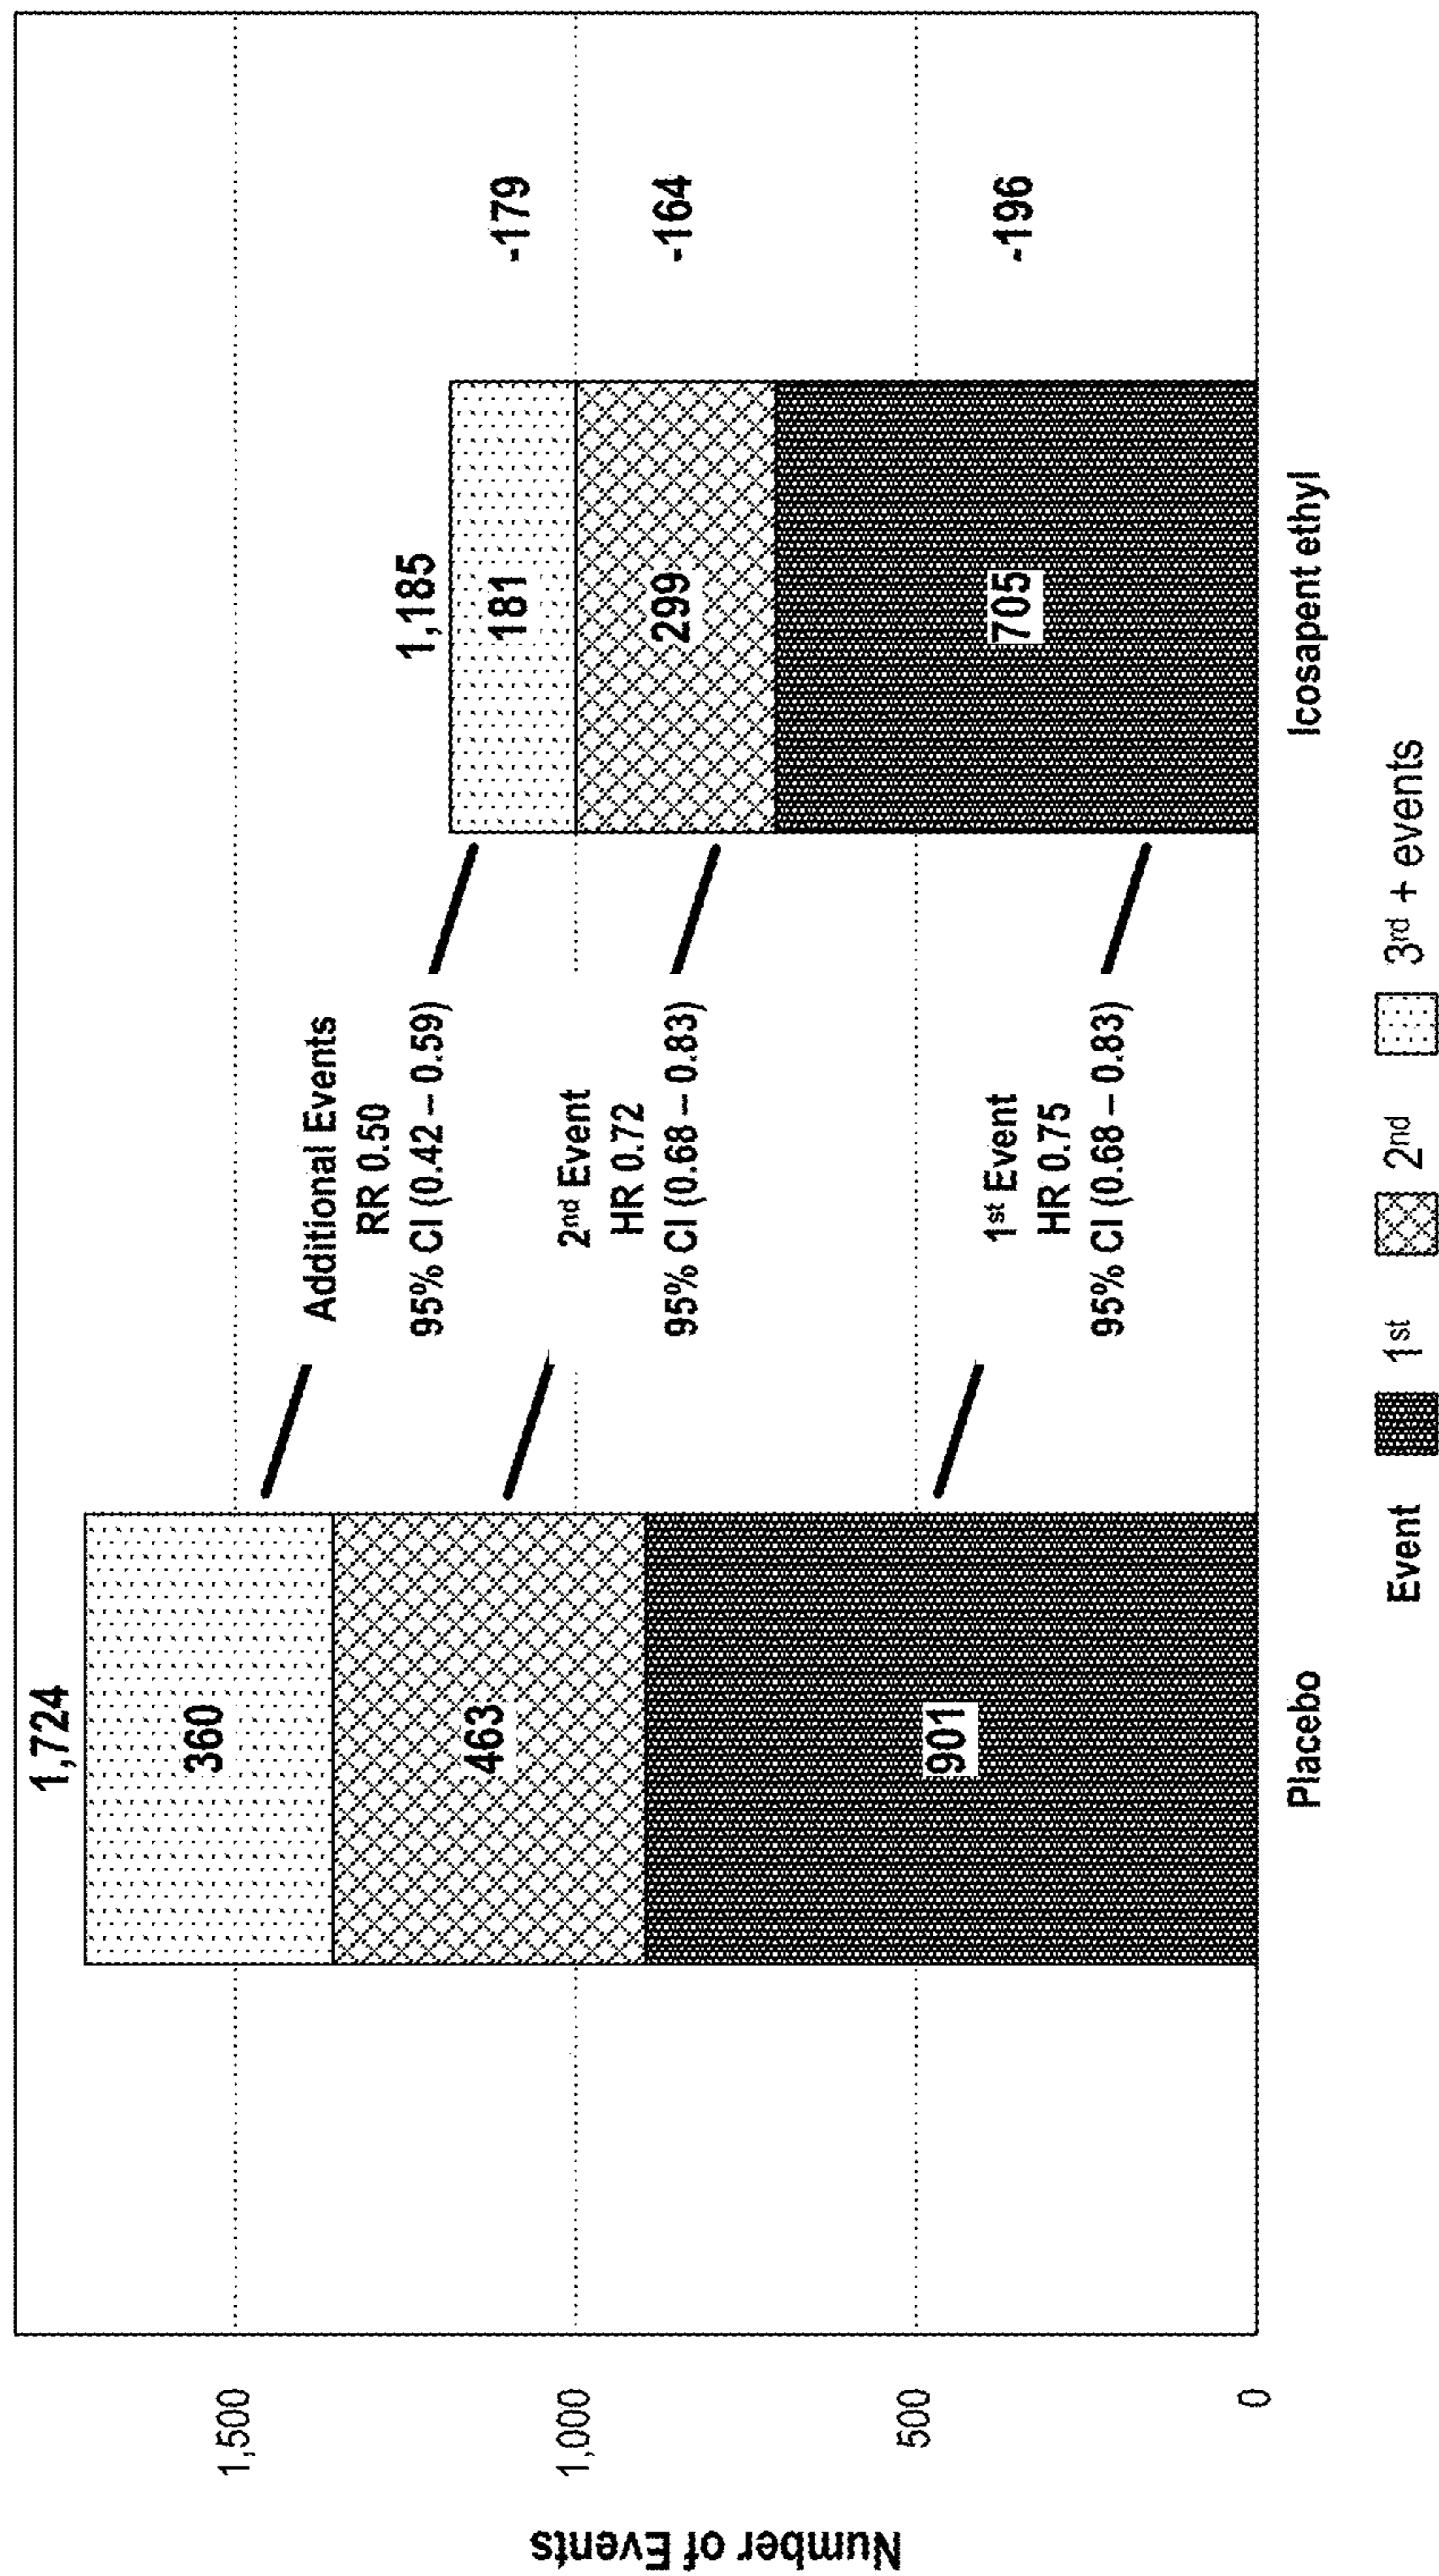 Number of Events
1,500
1,000
500
0
1,724
360
463
901
Additional Events
RR 0.50
95% CI (0.42 – 0.59)
2nd Event
HR 0.72
95% CI (0.68 – 0.83)
1st Event
HR 0.75
95% CI (0.68 – 0.83)
1,185
181
299
705
-179
-164
-196
Placebo
Icosapent ethyl
Event 1st 2nd 3rd + events